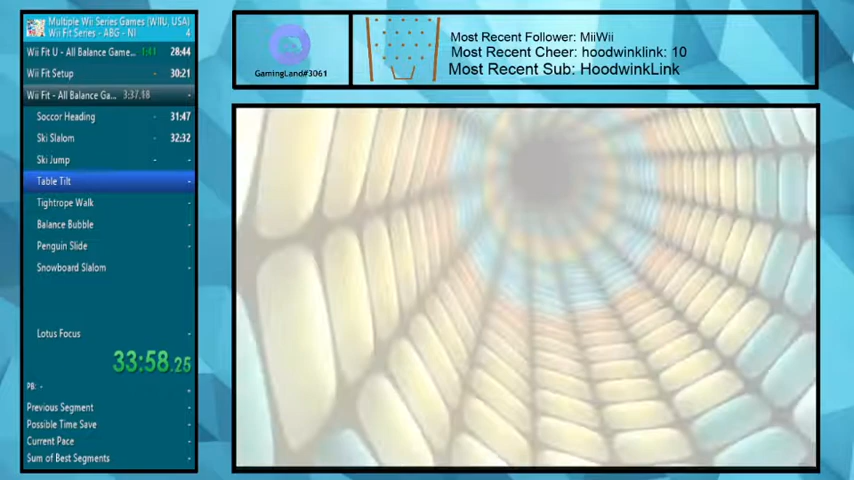 Multiple Wii Series Games (WIIU, USA)
Wii Fit Series - ABG - NI 4
Wii Fit U - All Balance Game... 1:41 28:44
Wii Fit Setup - 30:21
Wii Fit - All Balance Ga... 3:37.18 -
Soccor Heading - 31:47
Ski Slalom - 32:32
Ski Jump - -
Table Tilt -
Tightrope Walk -
Balance Bubble -
Penguin Slide -
Snowboard Slalom -
Lotus Focus -
33:58.25
PB: - -
Previous Segment -
Possible Time Save -
Current Pace -
Sum of Best Segments -
GamingLand#3061
Most Recent Follower: MiiWii
Most Recent Cheer: hoodwinklink: 10
Most Recent Sub: HoodwinkLink